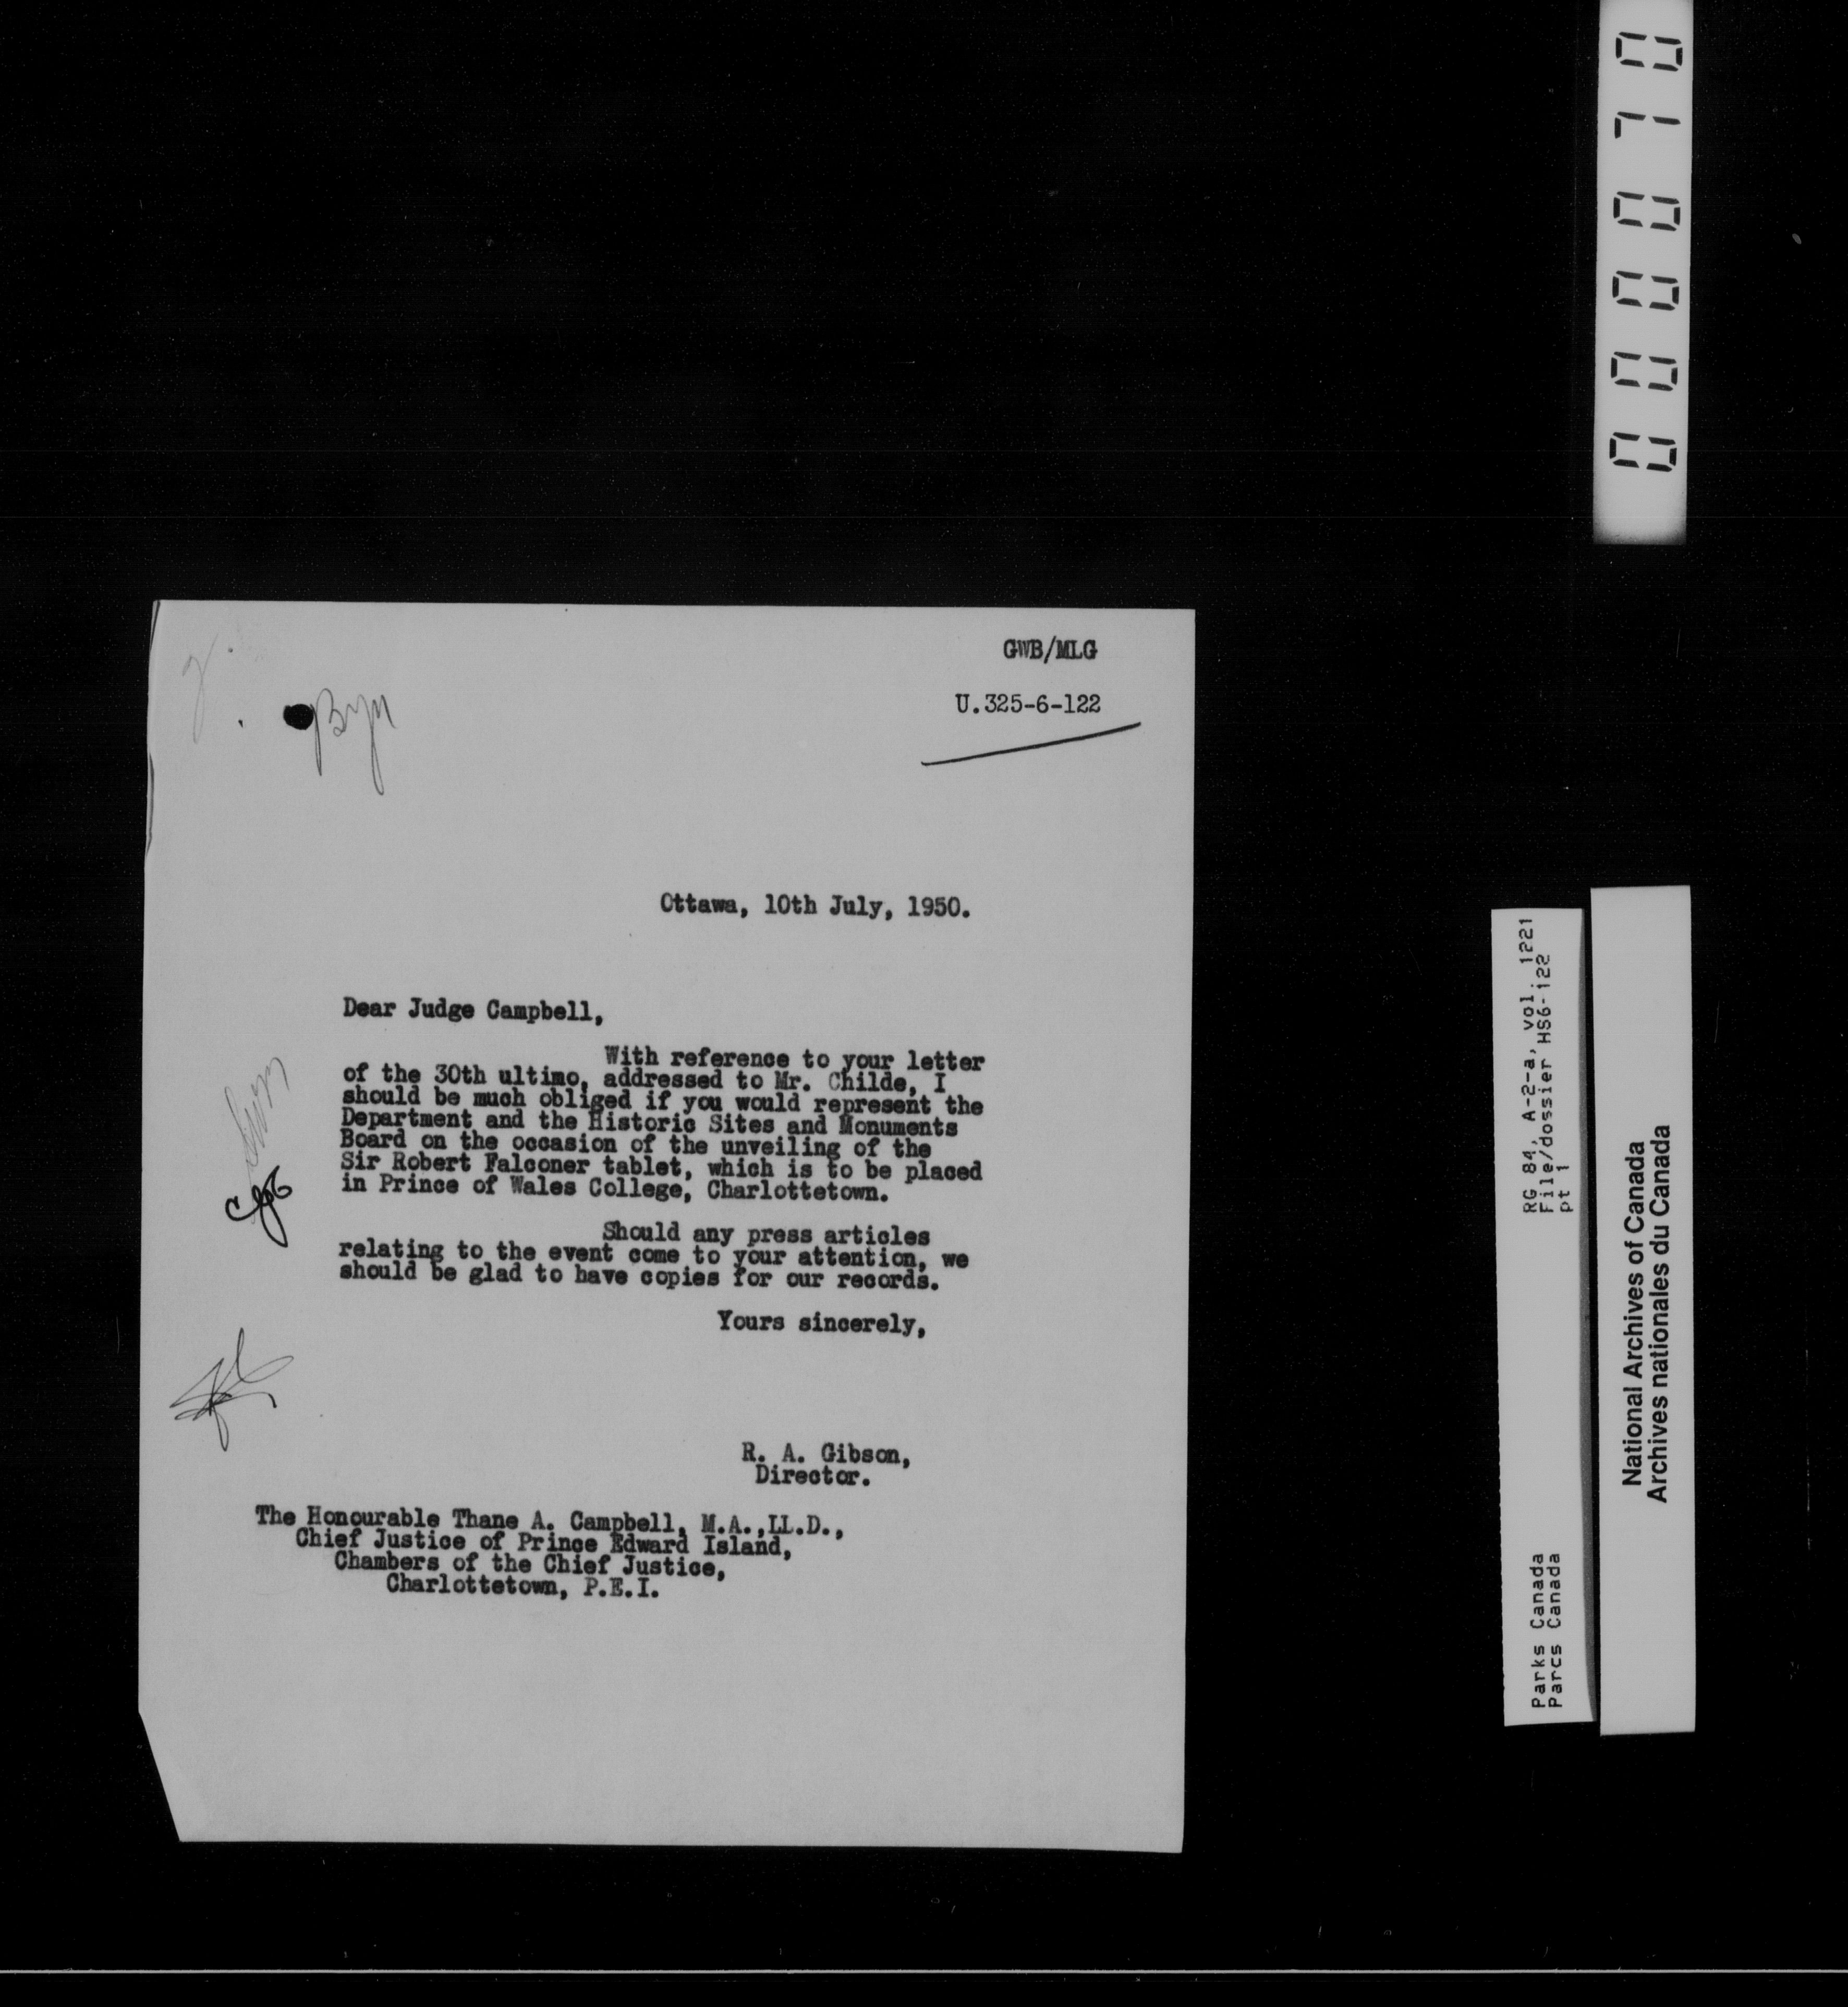 GWB/MLG
U.325-6-122
Ottawa, 10th July, 1950.
Dear Judge Campbell,
With reference to your letter
of the 30th ultimo, addressed to Mr. Childe, I
should be much obliged if you would represent the
Department and the Historic Sites and Monuments
Board on the occasion of the unveiling of the
Sir Robert Falconer tablet, which is to be placed
in Prince of Wales College, Charlottetown.
Should any press articles
relating to the event come to your attention, we
should be glad to have copies for our records.
Yours sincerely,
R. A. Gibson,
Director.
The Honourable Thane A. Campbell, M.A.,LL.D.,
Chief Justice of Prince Edward Island,
Chambers of the Chief Justice,
Charlottetown, P.E.I.
000070
RG 84, A-2-a, vol. 1221
File/dossier HS6-122
pt 1
Parks Canada
Parcs Canada
National Archives of Canada
Archives nationales du Canada